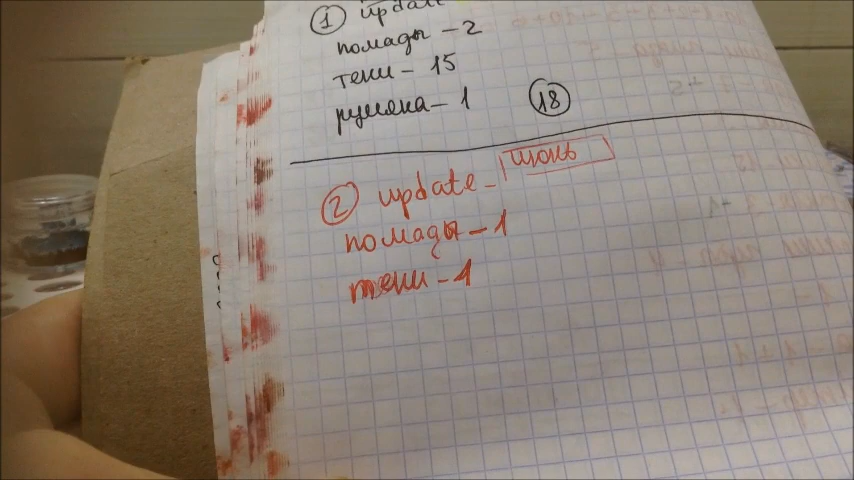 ① update
помады – 2
тени – 15
румяна – 1
18
② update – июнь
помады – 1
тени – 1